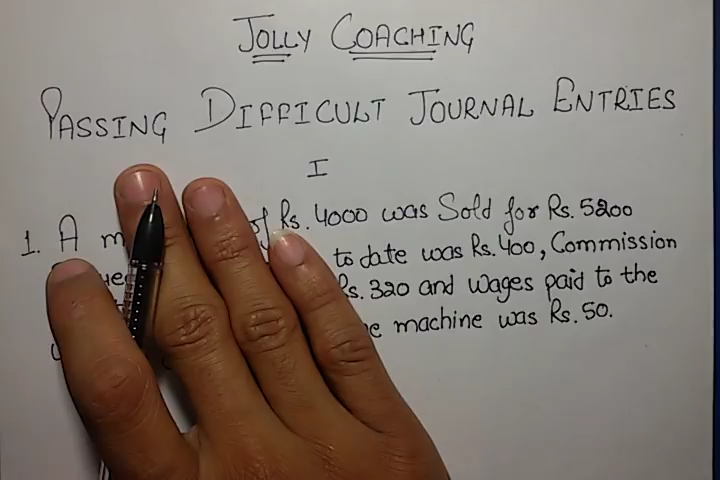 JOLLY COACHING
PASSING DIFFICULT JOURNAL ENTRIES
I
1. A of Rs. 4000 was Sold for Rs. 5200
to date was Rs. 400, Commission
Rs. 320 and wages paid to the
machine was Rs. 50.